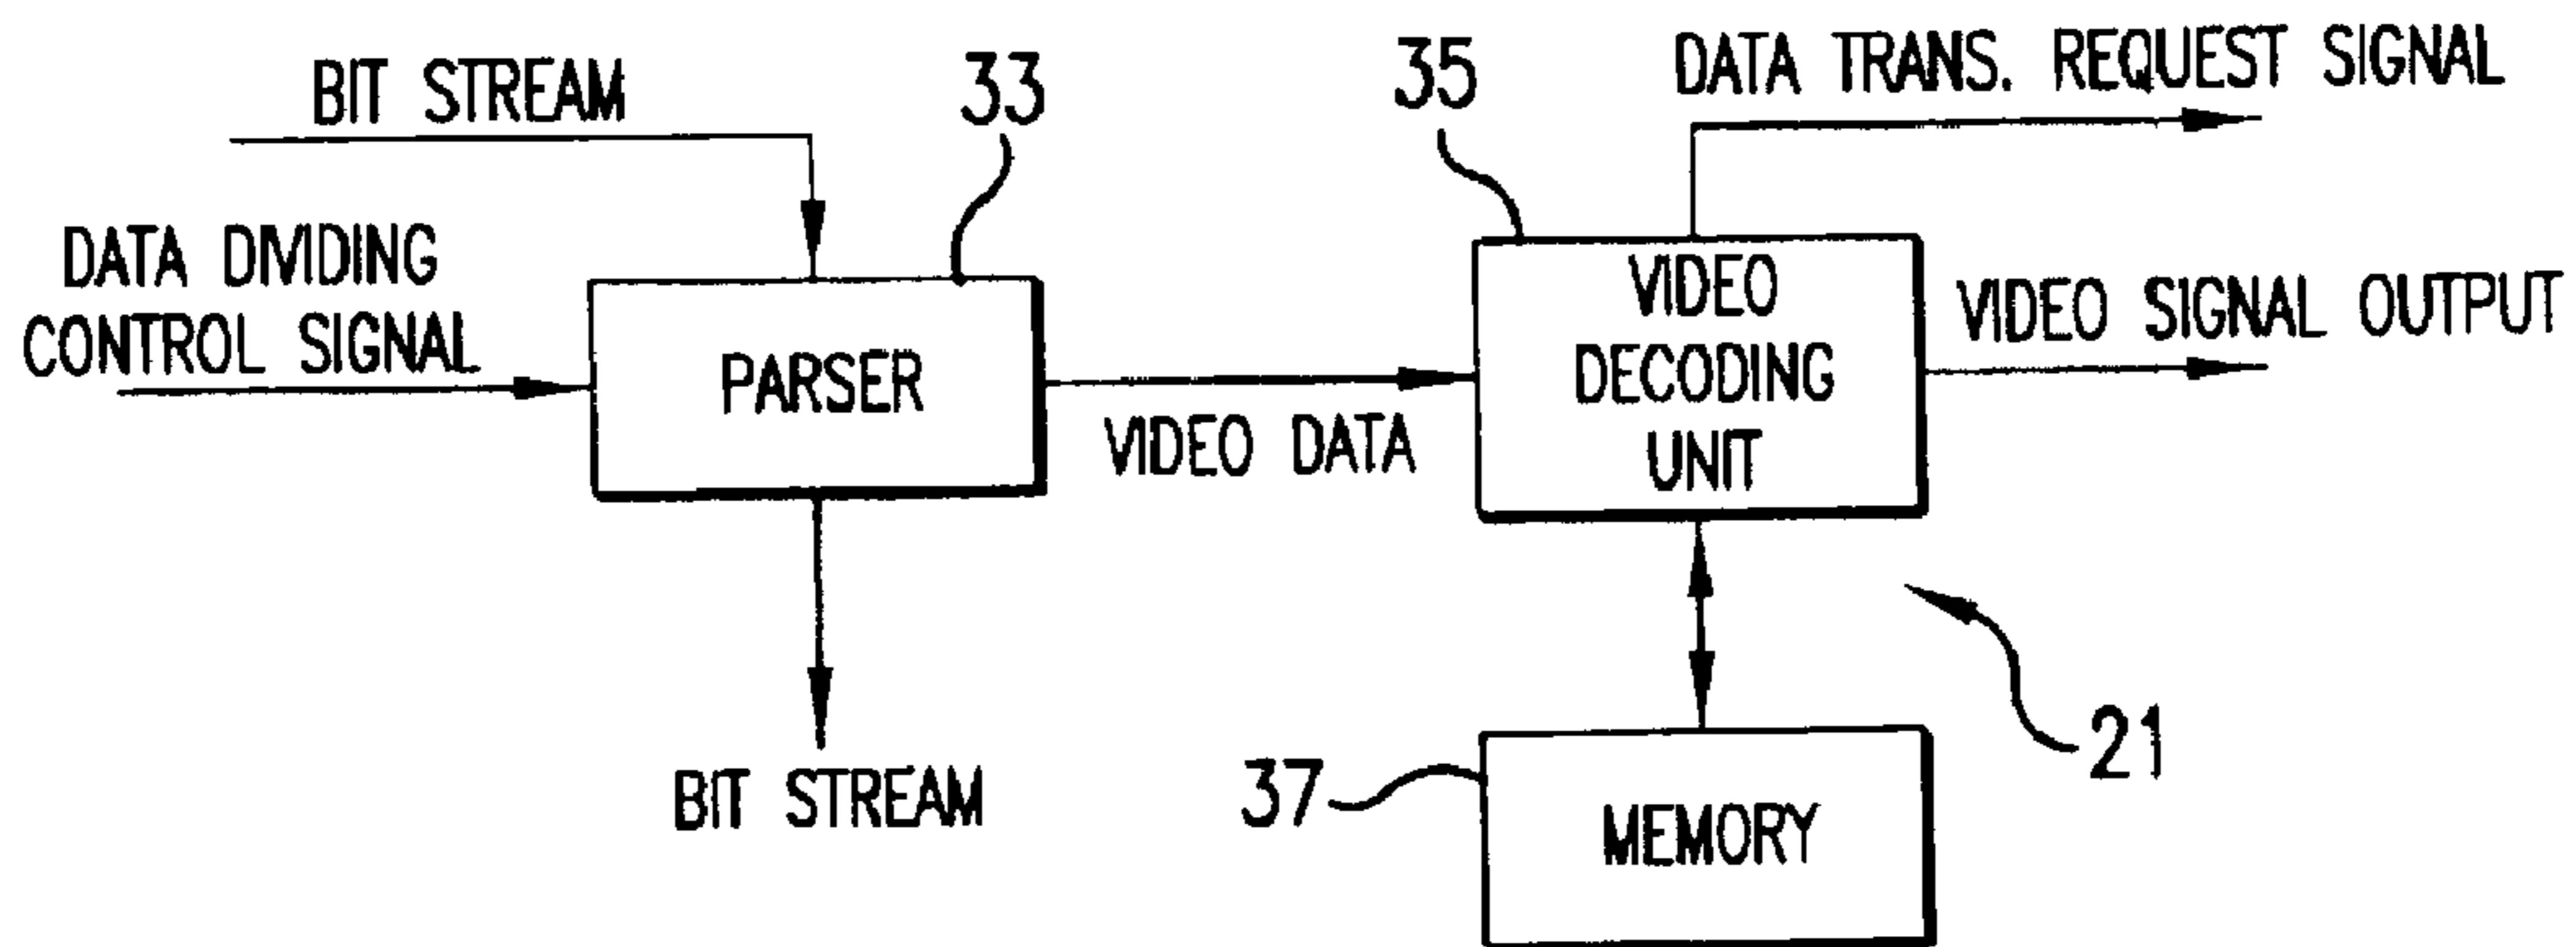 BIT STREAM
33
35
DATA TRANS. REQUEST SIGNAL
DATA DIVIDING
CONTROL SIGNAL
PARSER
VIDEO DATA
VIDEO
DECODING
UNIT
VIDEO SIGNAL OUTPUT
BIT STREAM
37
MEMORY
21